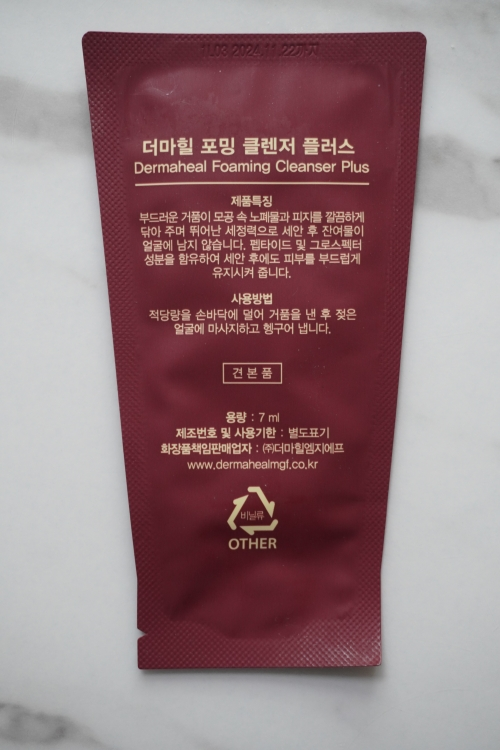 1L03 2024.11.22까지
더마힐 포밍 클렌저 플러스
Dermaheal Foaming Cleanser Plus
제품특징
부드러운 거품이 모공 속 노폐물과 피지를 깔끔하게
닦아 주며 뛰어난 세정력으로 세안 후 잔여물이
얼굴에 남지 않습니다. 펩타이드 및 그로스펙터
성분을 함유하여 세안 후에도 피부를 부드럽게
유지시켜 줍니다.
사용방법
적당량을 손바닥에 덜어 거품을 낸 후 젖은
얼굴에 마사지하고 헹구어 냅니다.
견본품
용량 : 7 ml
제조번호 및 사용기한 : 별도표기
화장품책임판매업자 : ㈜더마힐엠지에프
www.dermahealmgf.co.kr
비닐류
OTHER